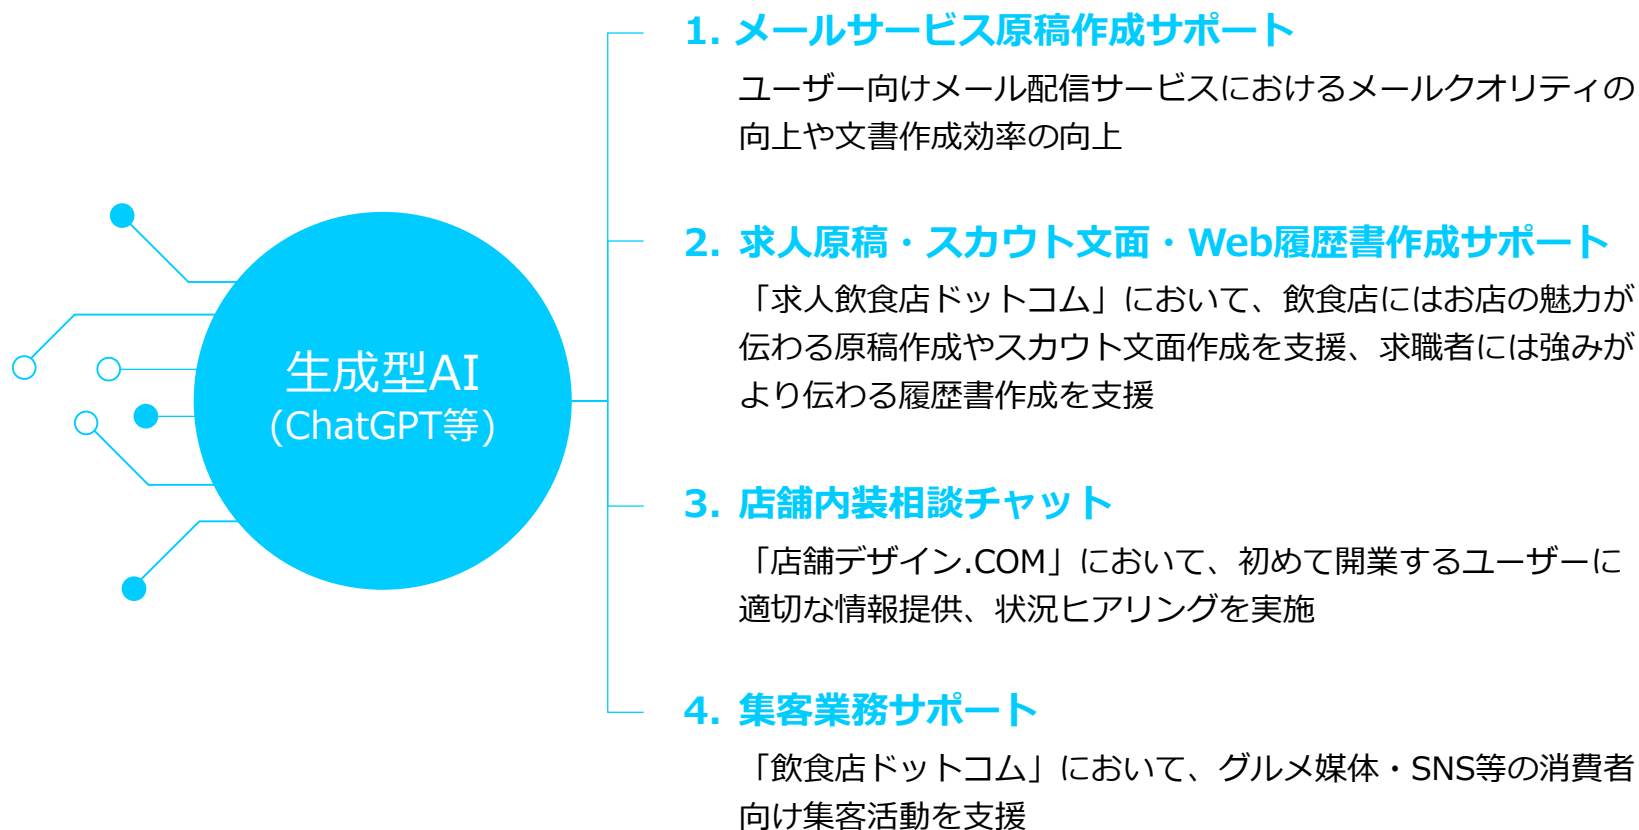 生成型AI
(ChatGPT等)
1. メールサービス原稿作成サポート
ユーザー向けメール配信サービスにおけるメールクオリティの
向上や文書作成効率の向上
2. 求人原稿・スカウト文面・Web履歴書作成サポート
「求人飲食店ドットコム」において、飲食店にはお店の魅力が
伝わる原稿作成やスカウト文面作成を支援、求職者には強みが
より伝わる履歴書作成を支援
3. 店舗内装相談チャット
「店舗デザイン.COM」において、初めて開業するユーザーに
適切な情報提供、状況ヒアリングを実施
4. 集客業務サポート
「飲食店ドットコム」において、グルメ媒体・SNS等の消費者
向け集客活動を支援